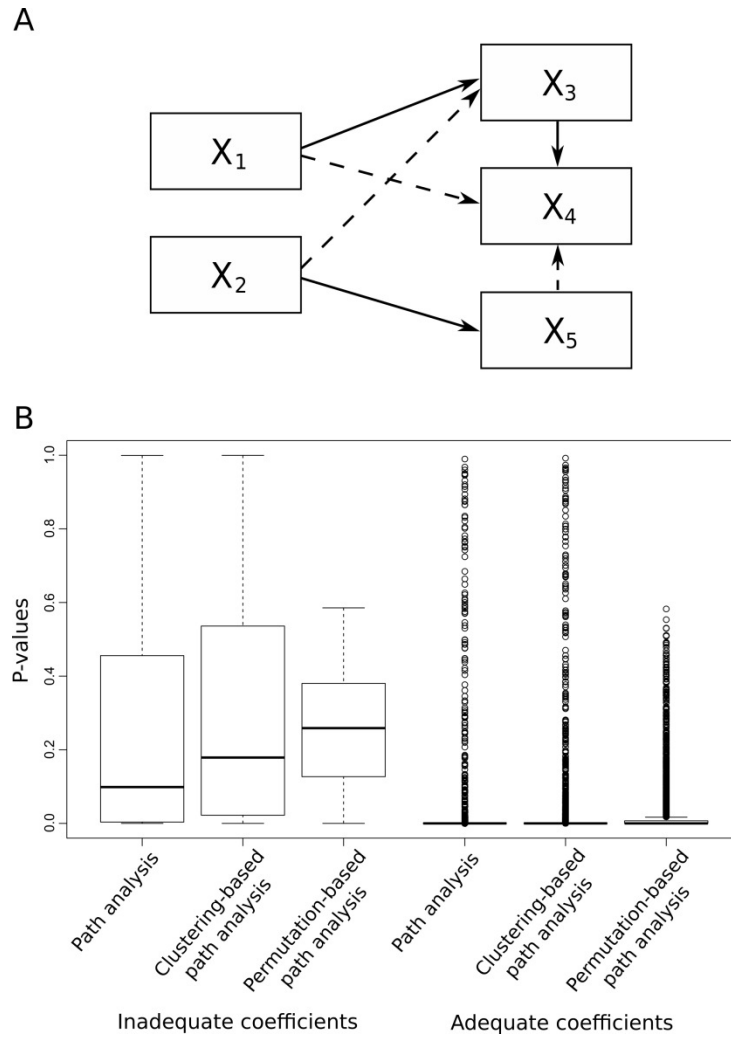 A
X1
X2
X3
X4
X5
B
P-values
0.0
0.2
0.4
0.6
0.8
1.0
Path analysis
Clustering-based
path analysis
Permutation-based
path analysis
Path analysis
Clustering-based
path analysis
Permutation-based
path analysis
Inadequate coefficients
Adequate coefficients